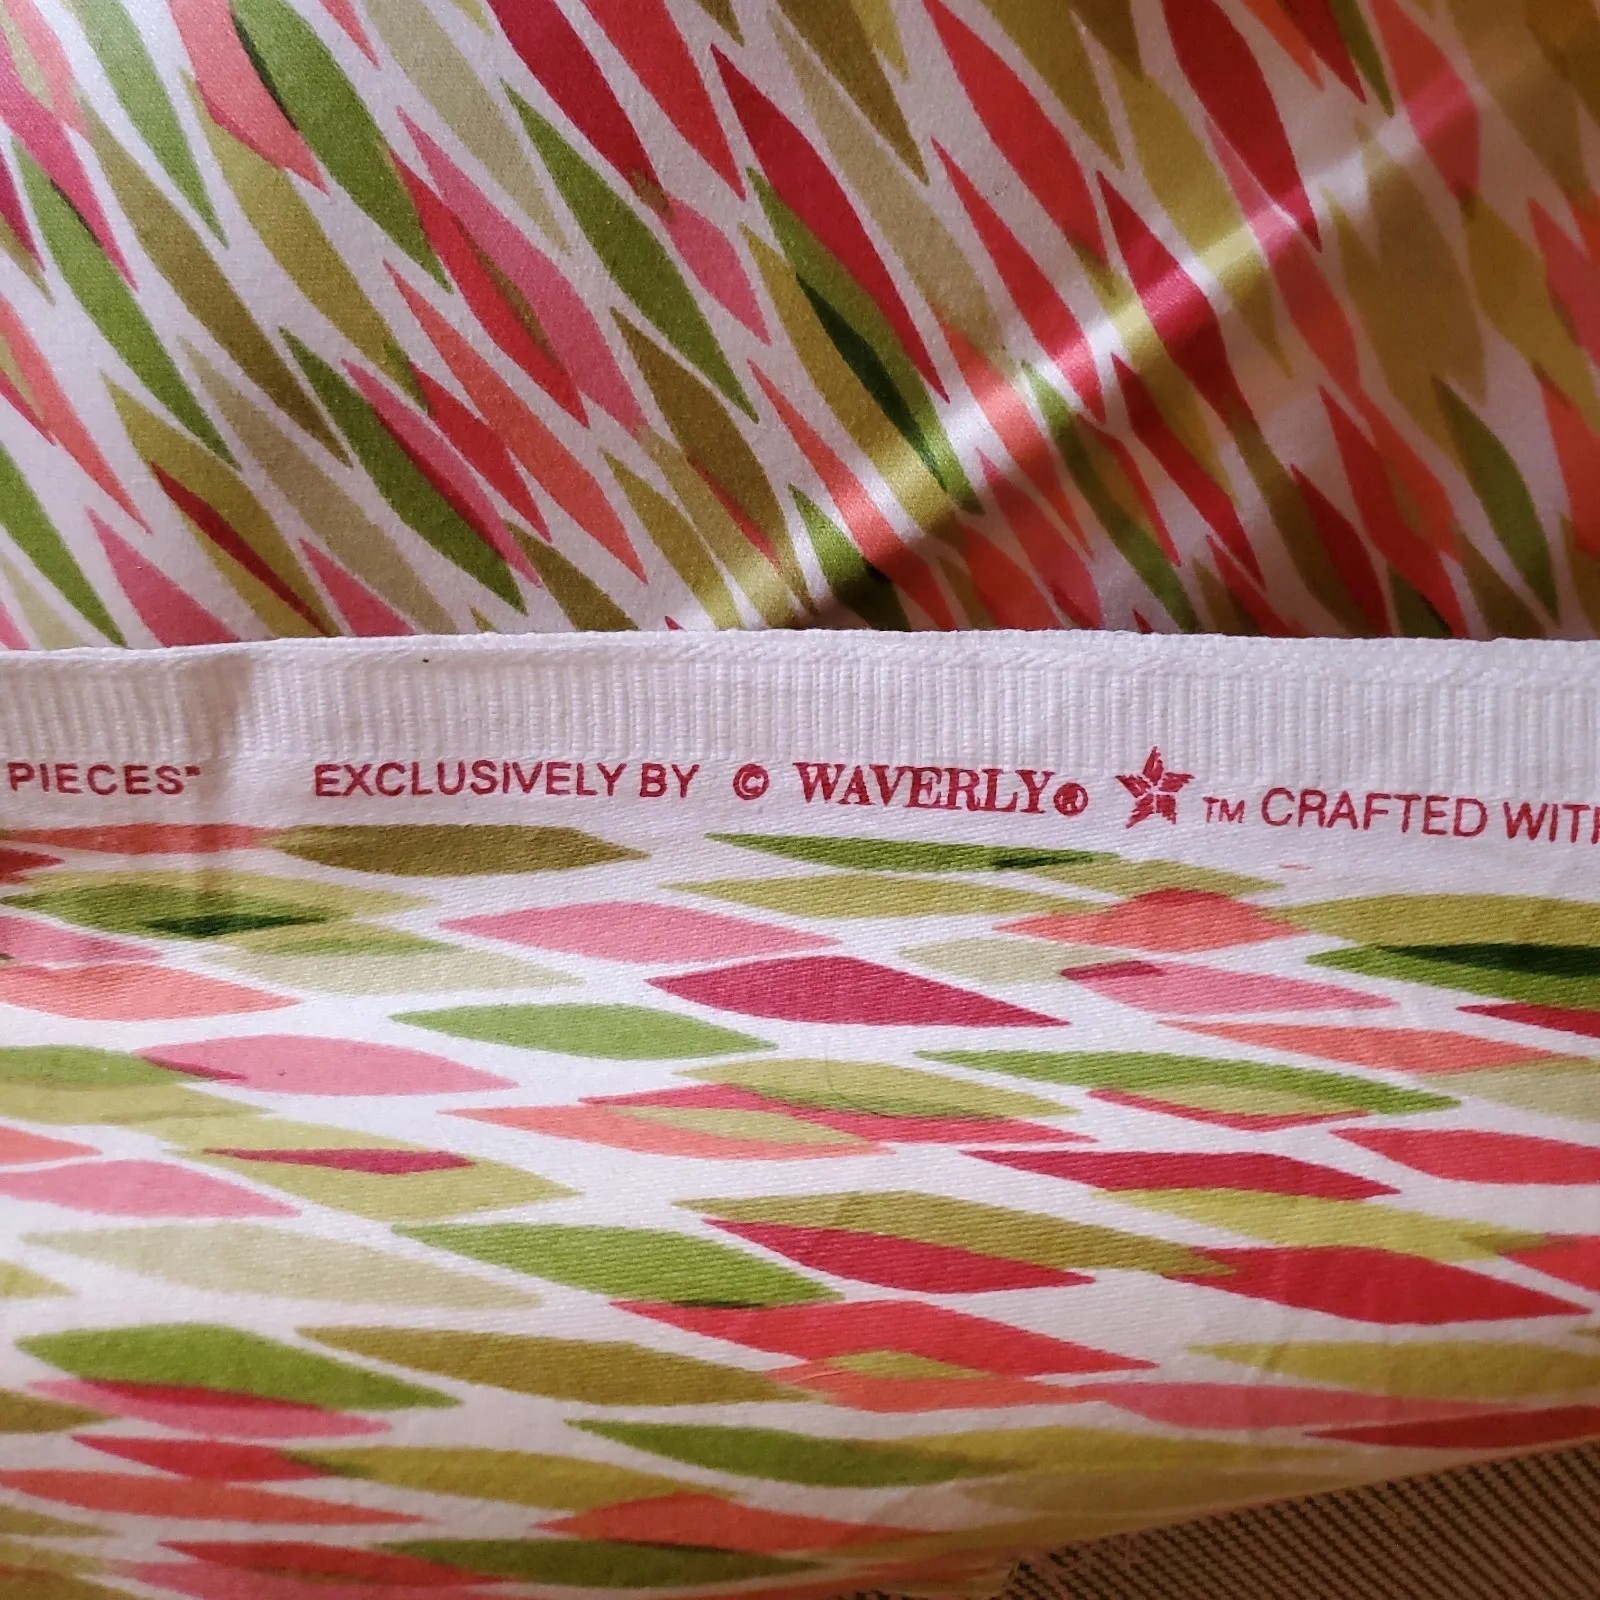 PIECES" EXCLUSIVELY BY © WAVERLY® ™ CRAFTED WITH